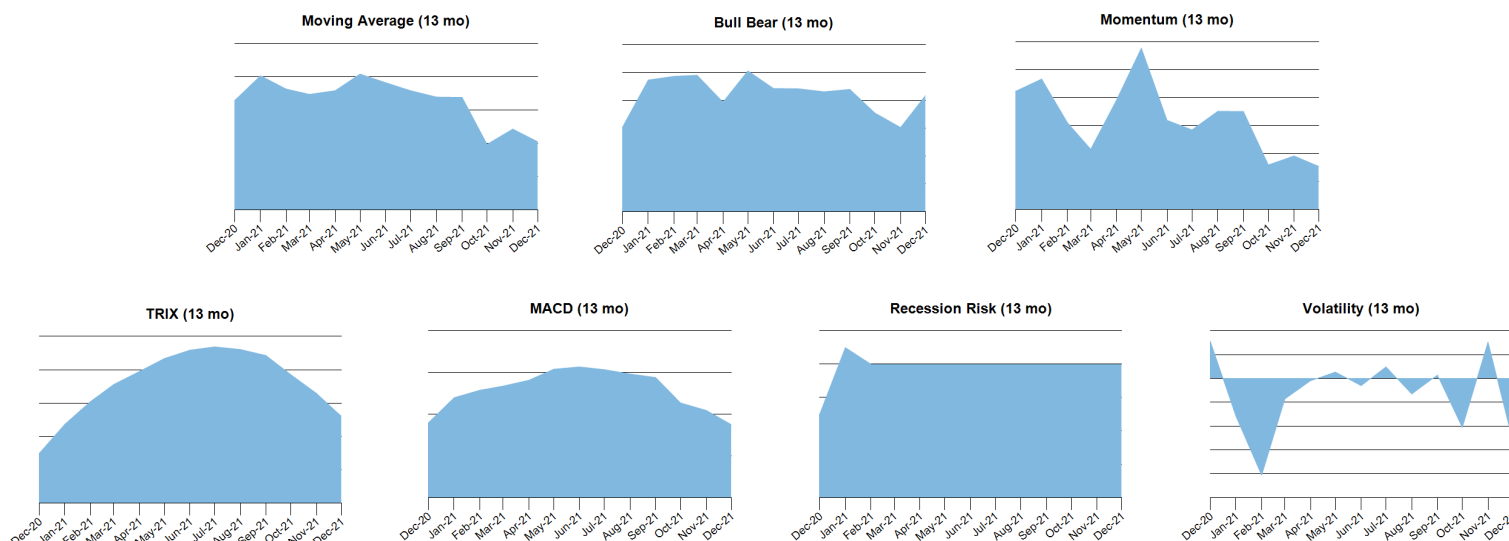 Moving Average (13 mo)
Dec-20 Jan-21 Feb-21 Mar-21 Apr-21 May-21 Jun-21 Jul-21 Aug-21 Sep-21 Oct-21 Nov-21 Dec-21
Bull Bear (13 mo)
Dec-20 Jan-21 Feb-21 Mar-21 Apr-21 May-21 Jun-21 Jul-21 Aug-21 Sep-21 Oct-21 Nov-21 Dec-21
Momentum (13 mo)
Dec-20 Jan-21 Feb-21 Mar-21 Apr-21 May-21 Jun-21 Jul-21 Aug-21 Sep-21 Oct-21 Nov-21 Dec-21
TRIX (13 mo)
Dec-20 Jan-21 Feb-21 Mar-21 Apr-21 May-21 Jun-21 Jul-21 Aug-21 Sep-21 Oct-21 Nov-21 Dec-21
MACD (13 mo)
Dec-20 Jan-21 Feb-21 Mar-21 Apr-21 May-21 Jun-21 Jul-21 Aug-21 Sep-21 Oct-21 Nov-21 Dec-21
Recession Risk (13 mo)
Dec-20 Jan-21 Feb-21 Mar-21 Apr-21 May-21 Jun-21 Jul-21 Aug-21 Sep-21 Oct-21 Nov-21 Dec-21
Volatility (13 mo)
Dec-20 Jan-21 Feb-21 Mar-21 Apr-21 May-21 Jun-21 Jul-21 Aug-21 Sep-21 Oct-21 Nov-21